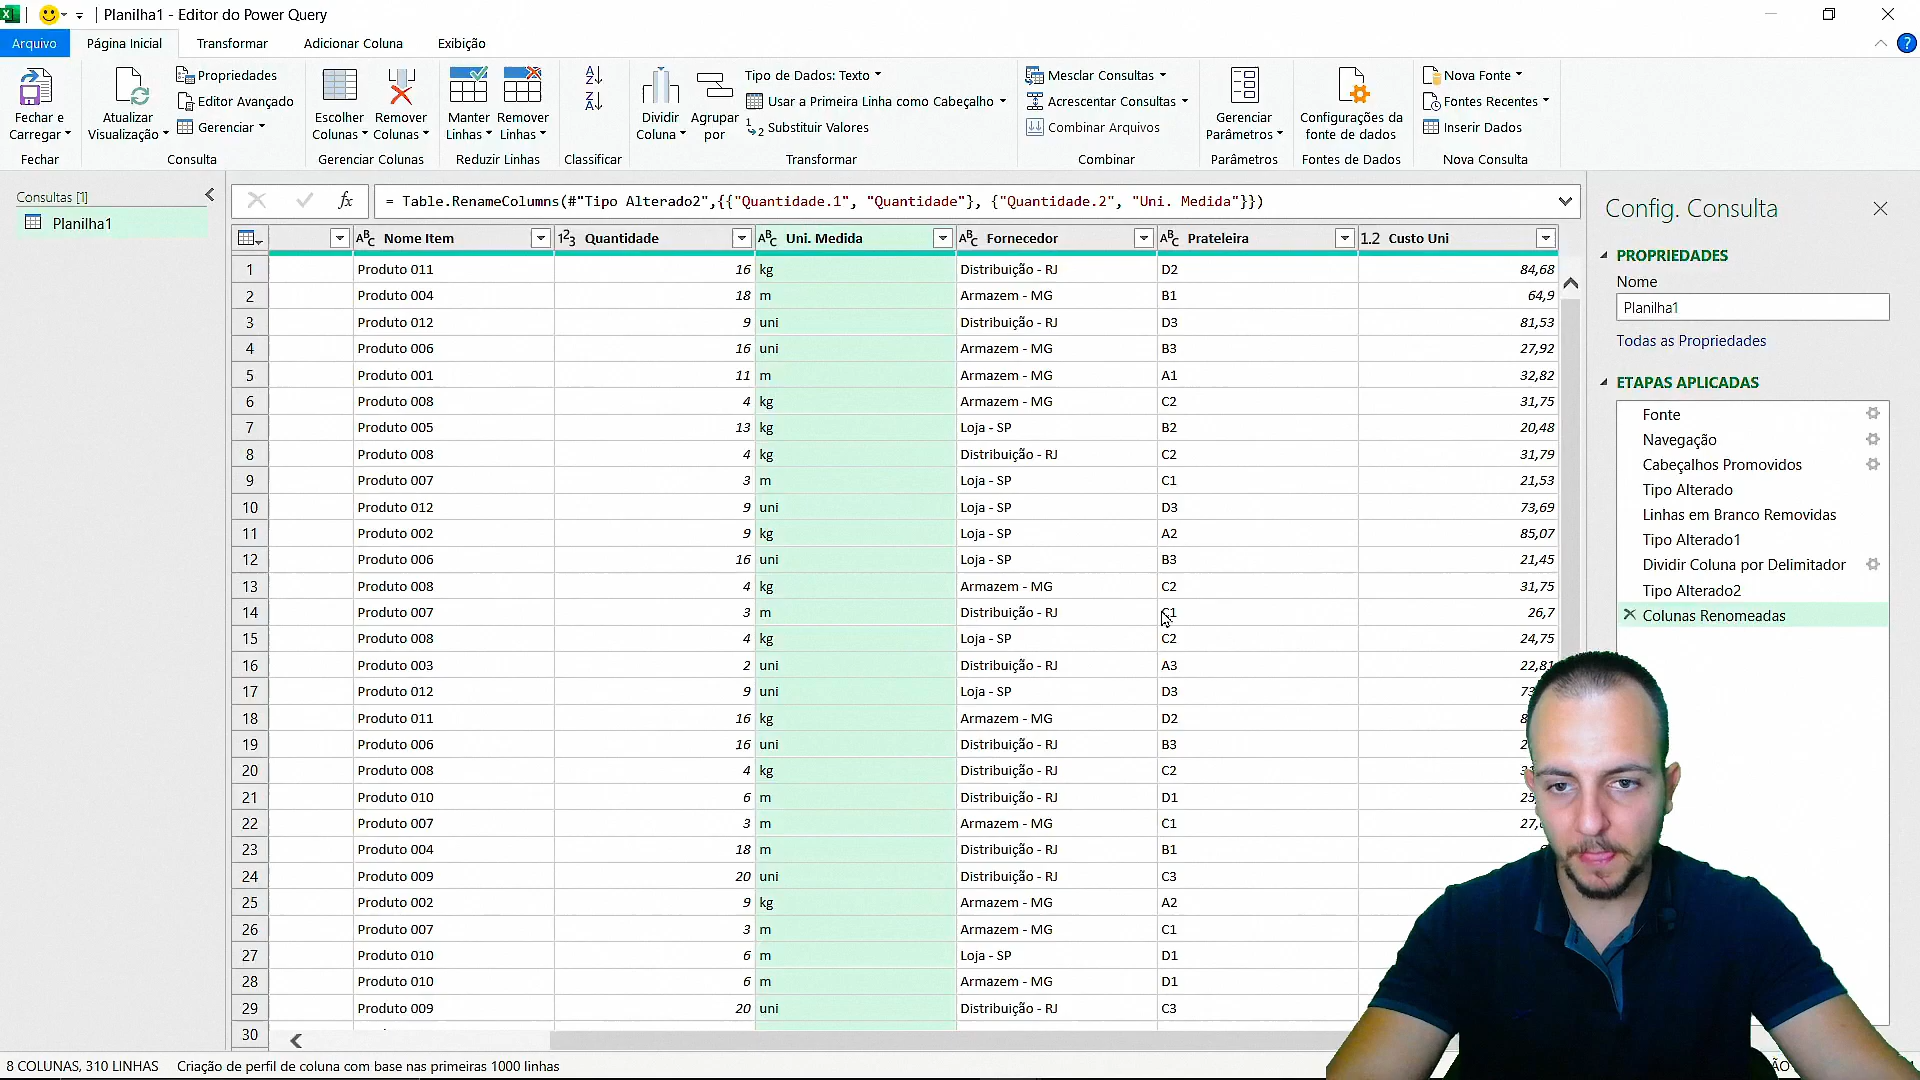 Planilha1 - Editor do Power Query
Arquivo Página Inicial Transformar Adicionar Coluna Exibição
Fechar e Carregar
Fechar
Atualizar Visualização
Propriedades
Editor Avançado
Gerenciar
Consulta
Escolher Colunas
Remover Colunas
Gerenciar Colunas
Manter Linhas
Remover Linhas
Reduzir Linhas
Classificar
Dividir Coluna
Agrupar por
Tipo de Dados: Texto
Usar a Primeira Linha como Cabeçalho
Substituir Valores
Transformar
Mesclar Consultas
Acrescentar Consultas
Combinar Arquivos
Combinar
Gerenciar Parâmetros
Parâmetros
Configurações da fonte de dados
Fontes de Dados
Nova Fonte
Fontes Recentes
Inserir Dados
Nova Consulta
Consultas [1]
Planilha1
fx = Table.RenameColumns(#"Tipo Alterado2",{{"Quantidade.1", "Quantidade"}, {"Quantidade.2", "Uni. Medida"}})
ABC Nome Item 123 Quantidade ABC Uni. Medida ABC Fornecedor ABC Prateleira 1.2 Custo Uni
1 Produto 011 16 kg Distribuição - RJ D2 84,68
2 Produto 004 18 m Armazem - MG B1 64,9
3 Produto 012 9 uni Distribuição - RJ D3 81,53
4 Produto 006 16 uni Armazem - MG B3 27,92
5 Produto 001 11 m Armazem - MG A1 32,82
6 Produto 008 4 kg Armazem - MG C2 31,75
7 Produto 005 13 kg Loja - SP B2 20,48
8 Produto 008 4 kg Distribuição - RJ C2 31,79
9 Produto 007 3 m Loja - SP C1 21,53
10 Produto 012 9 uni Loja - SP D3 73,69
11 Produto 002 9 kg Loja - SP A2 85,07
12 Produto 006 16 uni Loja - SP B3 21,45
13 Produto 008 4 kg Armazem - MG C2 31,75
14 Produto 007 3 m Distribuição - RJ C1 26,7
15 Produto 008 4 kg Loja - SP C2 24,75
16 Produto 003 2 uni Distribuição - RJ A3 22,81
17 Produto 012 9 uni Loja - SP D3
18 Produto 011 16 kg Armazem - MG D2
19 Produto 006 16 uni Distribuição - RJ B3
20 Produto 008 4 kg Distribuição - RJ C2
21 Produto 010 6 m Distribuição - RJ D1
22 Produto 007 3 m Armazem - MG C1
23 Produto 004 18 m Distribuição - RJ B1
24 Produto 009 20 uni Distribuição - RJ C3
25 Produto 002 9 kg Armazem - MG A2
26 Produto 007 3 m Armazem - MG C1
27 Produto 010 6 m Loja - SP D1
28 Produto 010 6 m Armazem - MG D1
29 Produto 009 20 uni Distribuição - RJ C3
30
Config. Consulta
PROPRIEDADES
Nome
Planilha1
Todas as Propriedades
ETAPAS APLICADAS
Fonte
Navegação
Cabeçalhos Promovidos
Tipo Alterado
Linhas em Branco Removidas
Tipo Alterado1
Dividir Coluna por Delimitador
Tipo Alterado2
Colunas Renomeadas
8 COLUNAS, 310 LINHAS Criação de perfil de coluna com base nas primeiras 1000 linhas